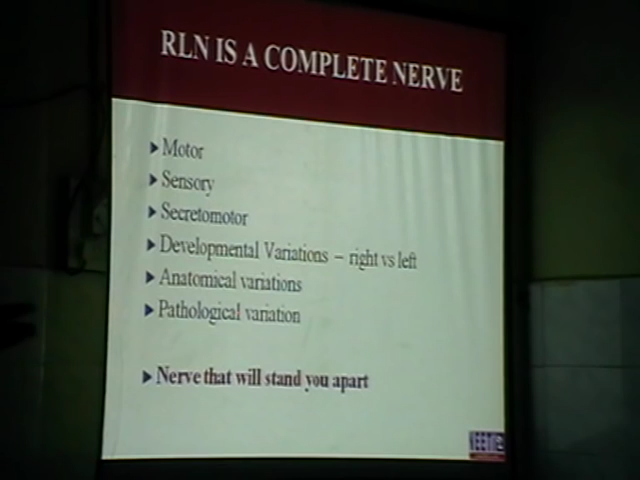 RLN IS A COMPLETE NERVE
Motor
Sensory
Secretomotor
Developmental Variations – right vs left
Anatomical variations
Pathological variation
Nerve that will stand you apart